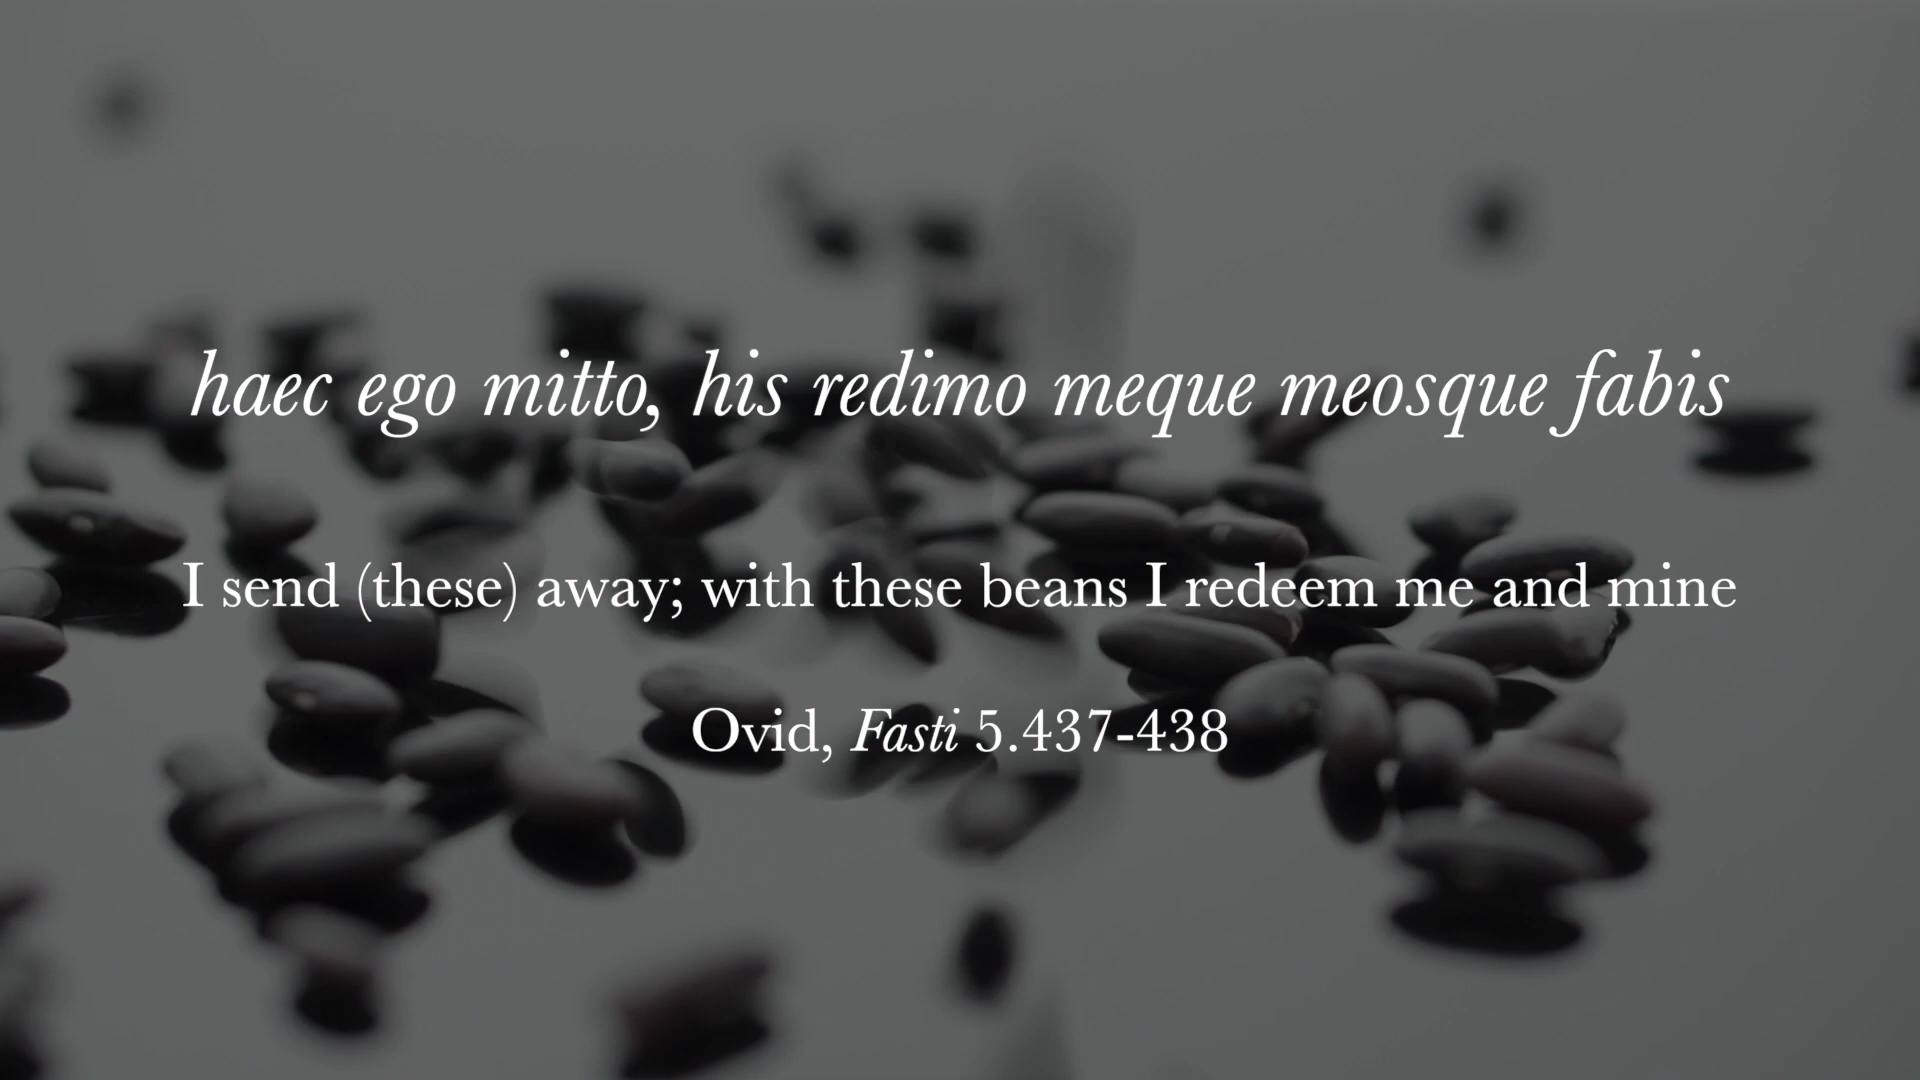 haec ego mitto, his redimo meque meosque fabis
I send (these) away; with these beans I redeem me and mine
Ovid, Fasti 5.437-438